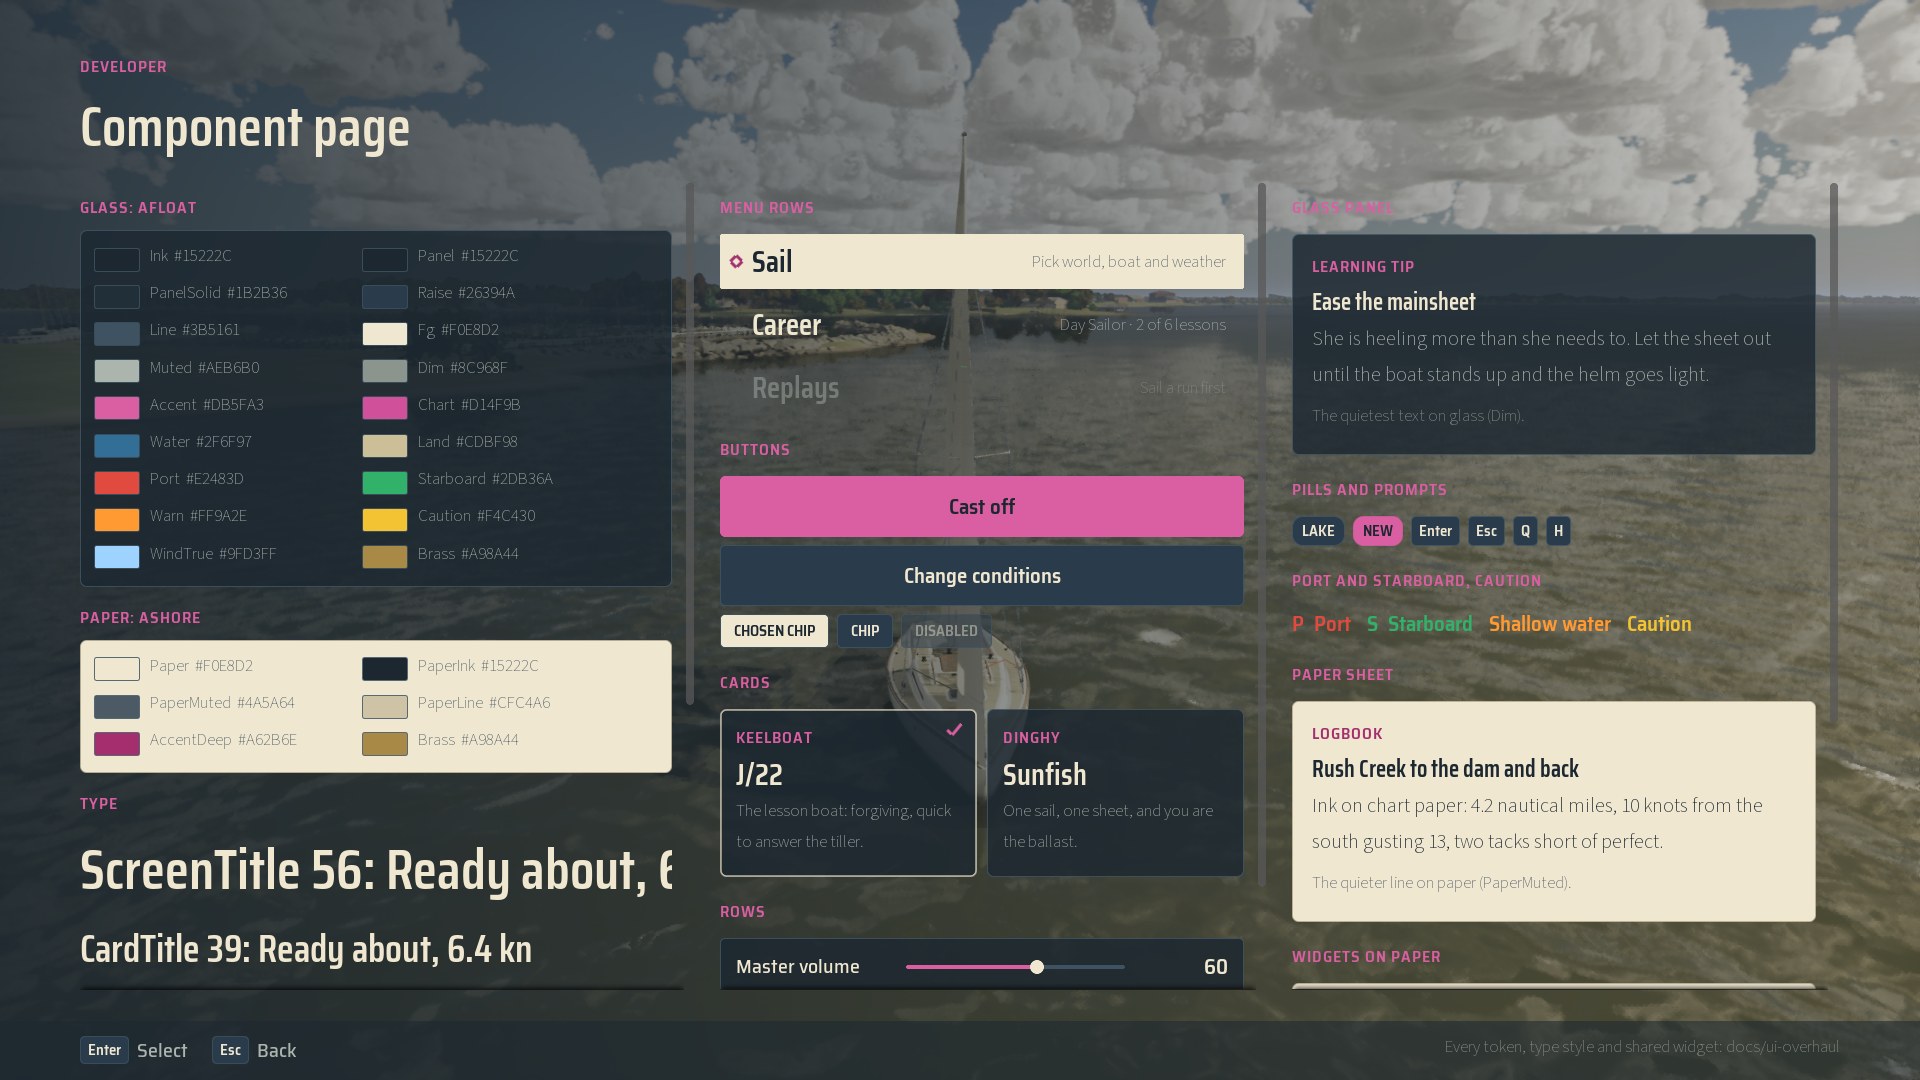 DEVELOPER
Component page
GLASS: AFLOAT
Ink #15222C
Panel #15222C
PanelSolid #1B2B36
Raise #26394A
Line #3B5161
Fg #F0E8D2
Muted #AEB6B0
Dim #8C968F
Accent #DB5FA3
Chart #D14F9B
Water #2F6F97
Land #CDBF98
Port #E2483D
Starboard #2DB36A
Warn #FF9A2E
Caution #F4C430
WindTrue #9FD3FF
Brass #A98A44
PAPER: ASHORE
Paper #F0E8D2
PaperInk #15222C
PaperMuted #4A5A64
PaperLine #CFC4A6
AccentDeep #A62B6E
Brass #A98A44
TYPE
ScreenTitle 56: Ready about, 6
CardTitle 39: Ready about, 6.4 kn
MENU ROWS
Sail
Pick world, boat and weather
Career
Day Sailor · 2 of 6 lessons
Replays
Sail a run first
BUTTONS
Cast off
Change conditions
CHOSEN CHIP
CHIP
DISABLED
CARDS
KEELBOAT
J/22
The lesson boat: forgiving, quick
to answer the tiller.
DINGHY
Sunfish
One sail, one sheet, and you are
the ballast.
ROWS
Master volume
60
GLASS PANEL
LEARNING TIP
Ease the mainsheet
She is heeling more than she needs to. Let the sheet out
until the boat stands up and the helm goes light.
The quietest text on glass (Dim).
PILLS AND PROMPTS
LAKE NEW Enter Esc Q H
PORT AND STARBOARD, CAUTION
P Port S Starboard Shallow water Caution
PAPER SHEET
LOGBOOK
Rush Creek to the dam and back
Ink on chart paper: 4.2 nautical miles, 10 knots from the
south gusting 13, two tacks short of perfect.
The quieter line on paper (PaperMuted).
WIDGETS ON PAPER
Enter Select Esc Back
Every token, type style and shared widget: docs/ui-overhaul